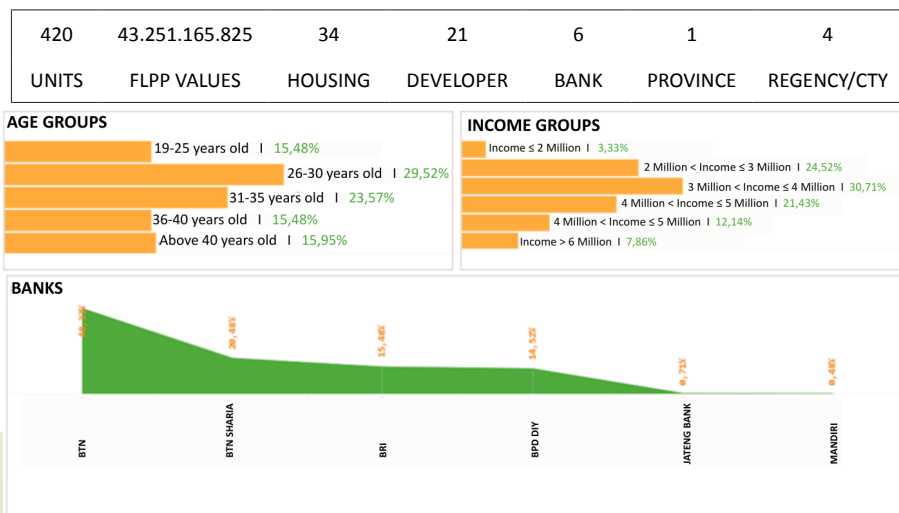 420 43.251.165.825 34 21 6 1 4
UNITS FLPP VALUES HOUSING DEVELOPER BANK PROVINCE REGENCY/CTY
AGE GROUPS
19-25 years old I 15,48%
26-30 years old I 29,52%
31-35 years old I 23,57%
36-40 years old I 15,48%
Above 40 years old I 15,95%
INCOME GROUPS
Income ≤ 2 Million I 3,33%
2 Million < Income ≤ 3 Million I 24,52%
3 Million < Income ≤ 4 Million I 30,71%
4 Million < Income ≤ 5 Million I 21,43%
4 Million < Income ≤ 5 Million I 12,14%
Income > 6 Million I 7,86%
BANKS
20,48%
15,48%
14,52%
0,71%
0,48%
BTN
BTN SHARIA
BRI
BPD DIY
JATENG BANK
MANDIRI